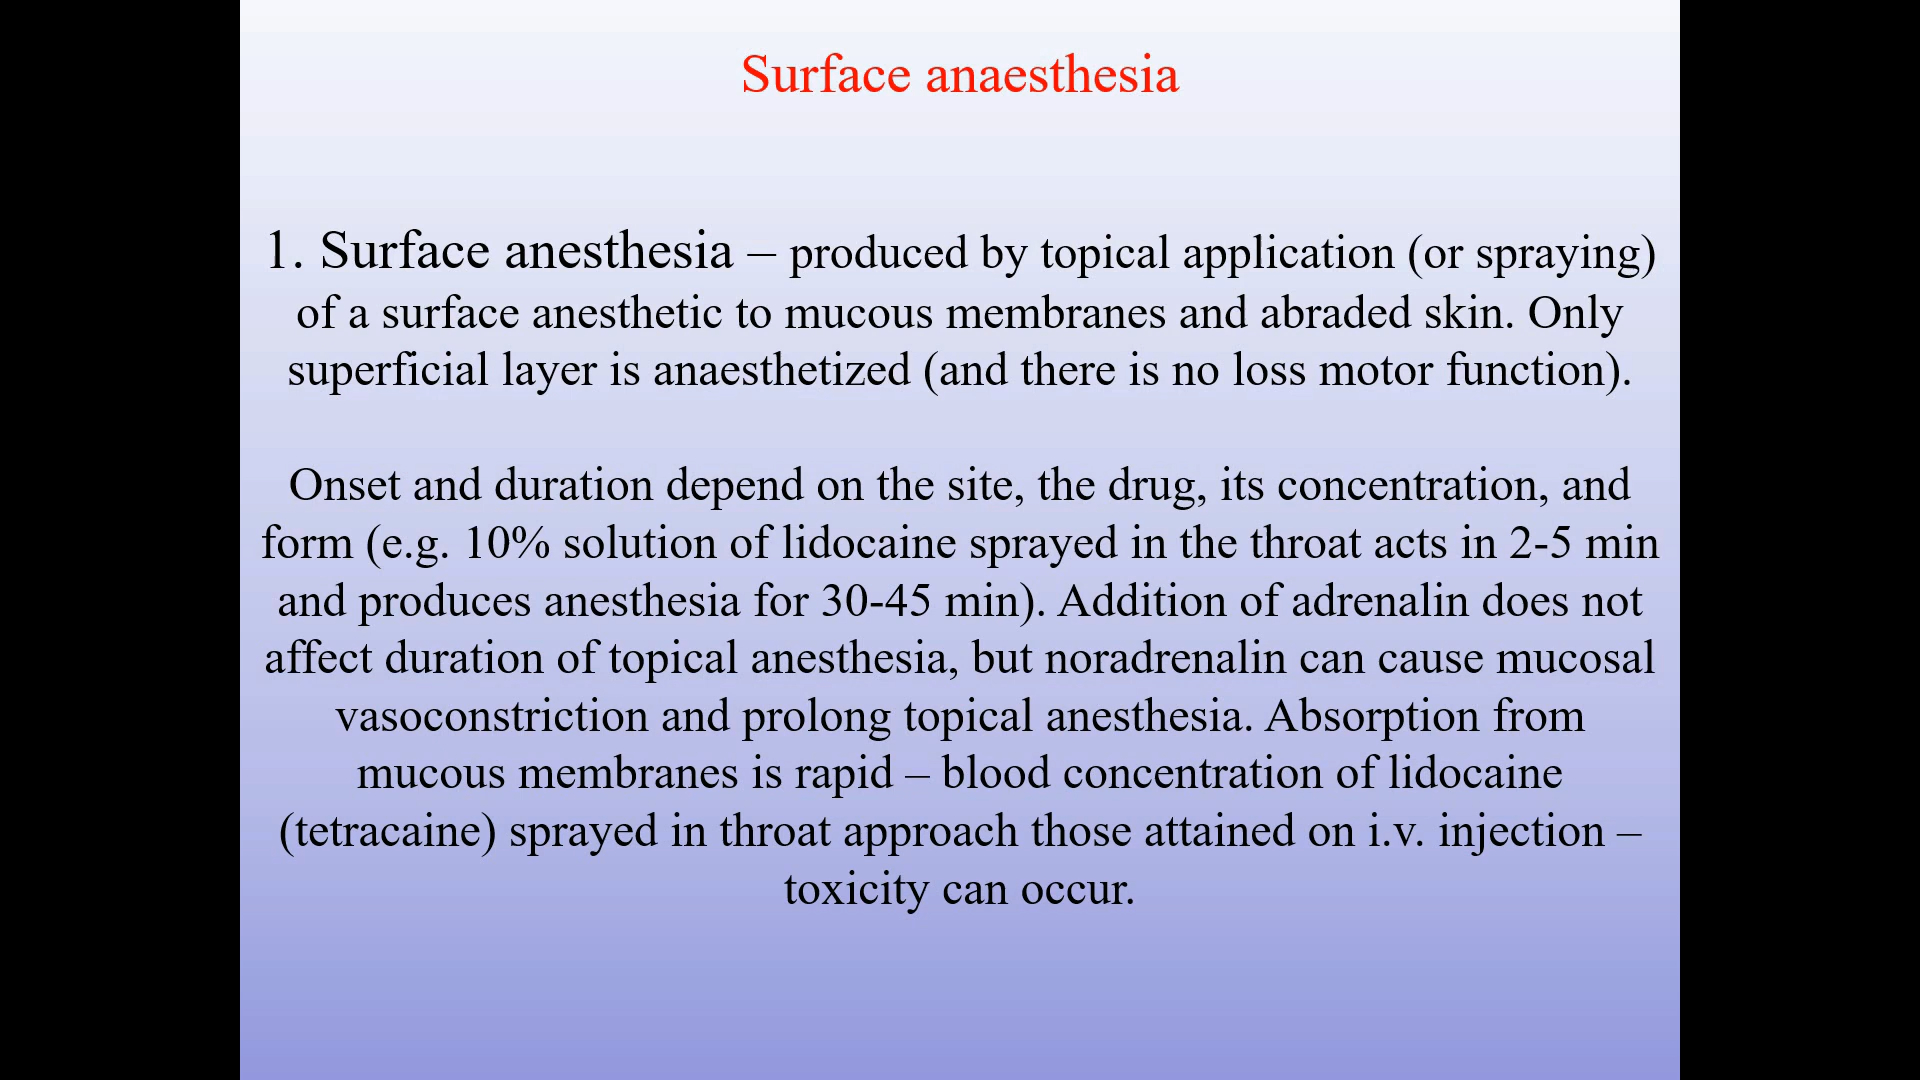 Surface anaesthesia
1. Surface anesthesia – produced by topical application (or spraying)
of a surface anesthetic to mucous membranes and abraded skin. Only
superficial layer is anaesthetized (and there is no loss motor function).
Onset and duration depend on the site, the drug, its concentration, and
form (e.g. 10% solution of lidocaine sprayed in the throat acts in 2-5 min
and produces anesthesia for 30-45 min). Addition of adrenalin does not
affect duration of topical anesthesia, but noradrenalin can cause mucosal
vasoconstriction and prolong topical anesthesia. Absorption from
mucous membranes is rapid – blood concentration of lidocaine
(tetracaine) sprayed in throat approach those attained on i.v. injection –
toxicity can occur.